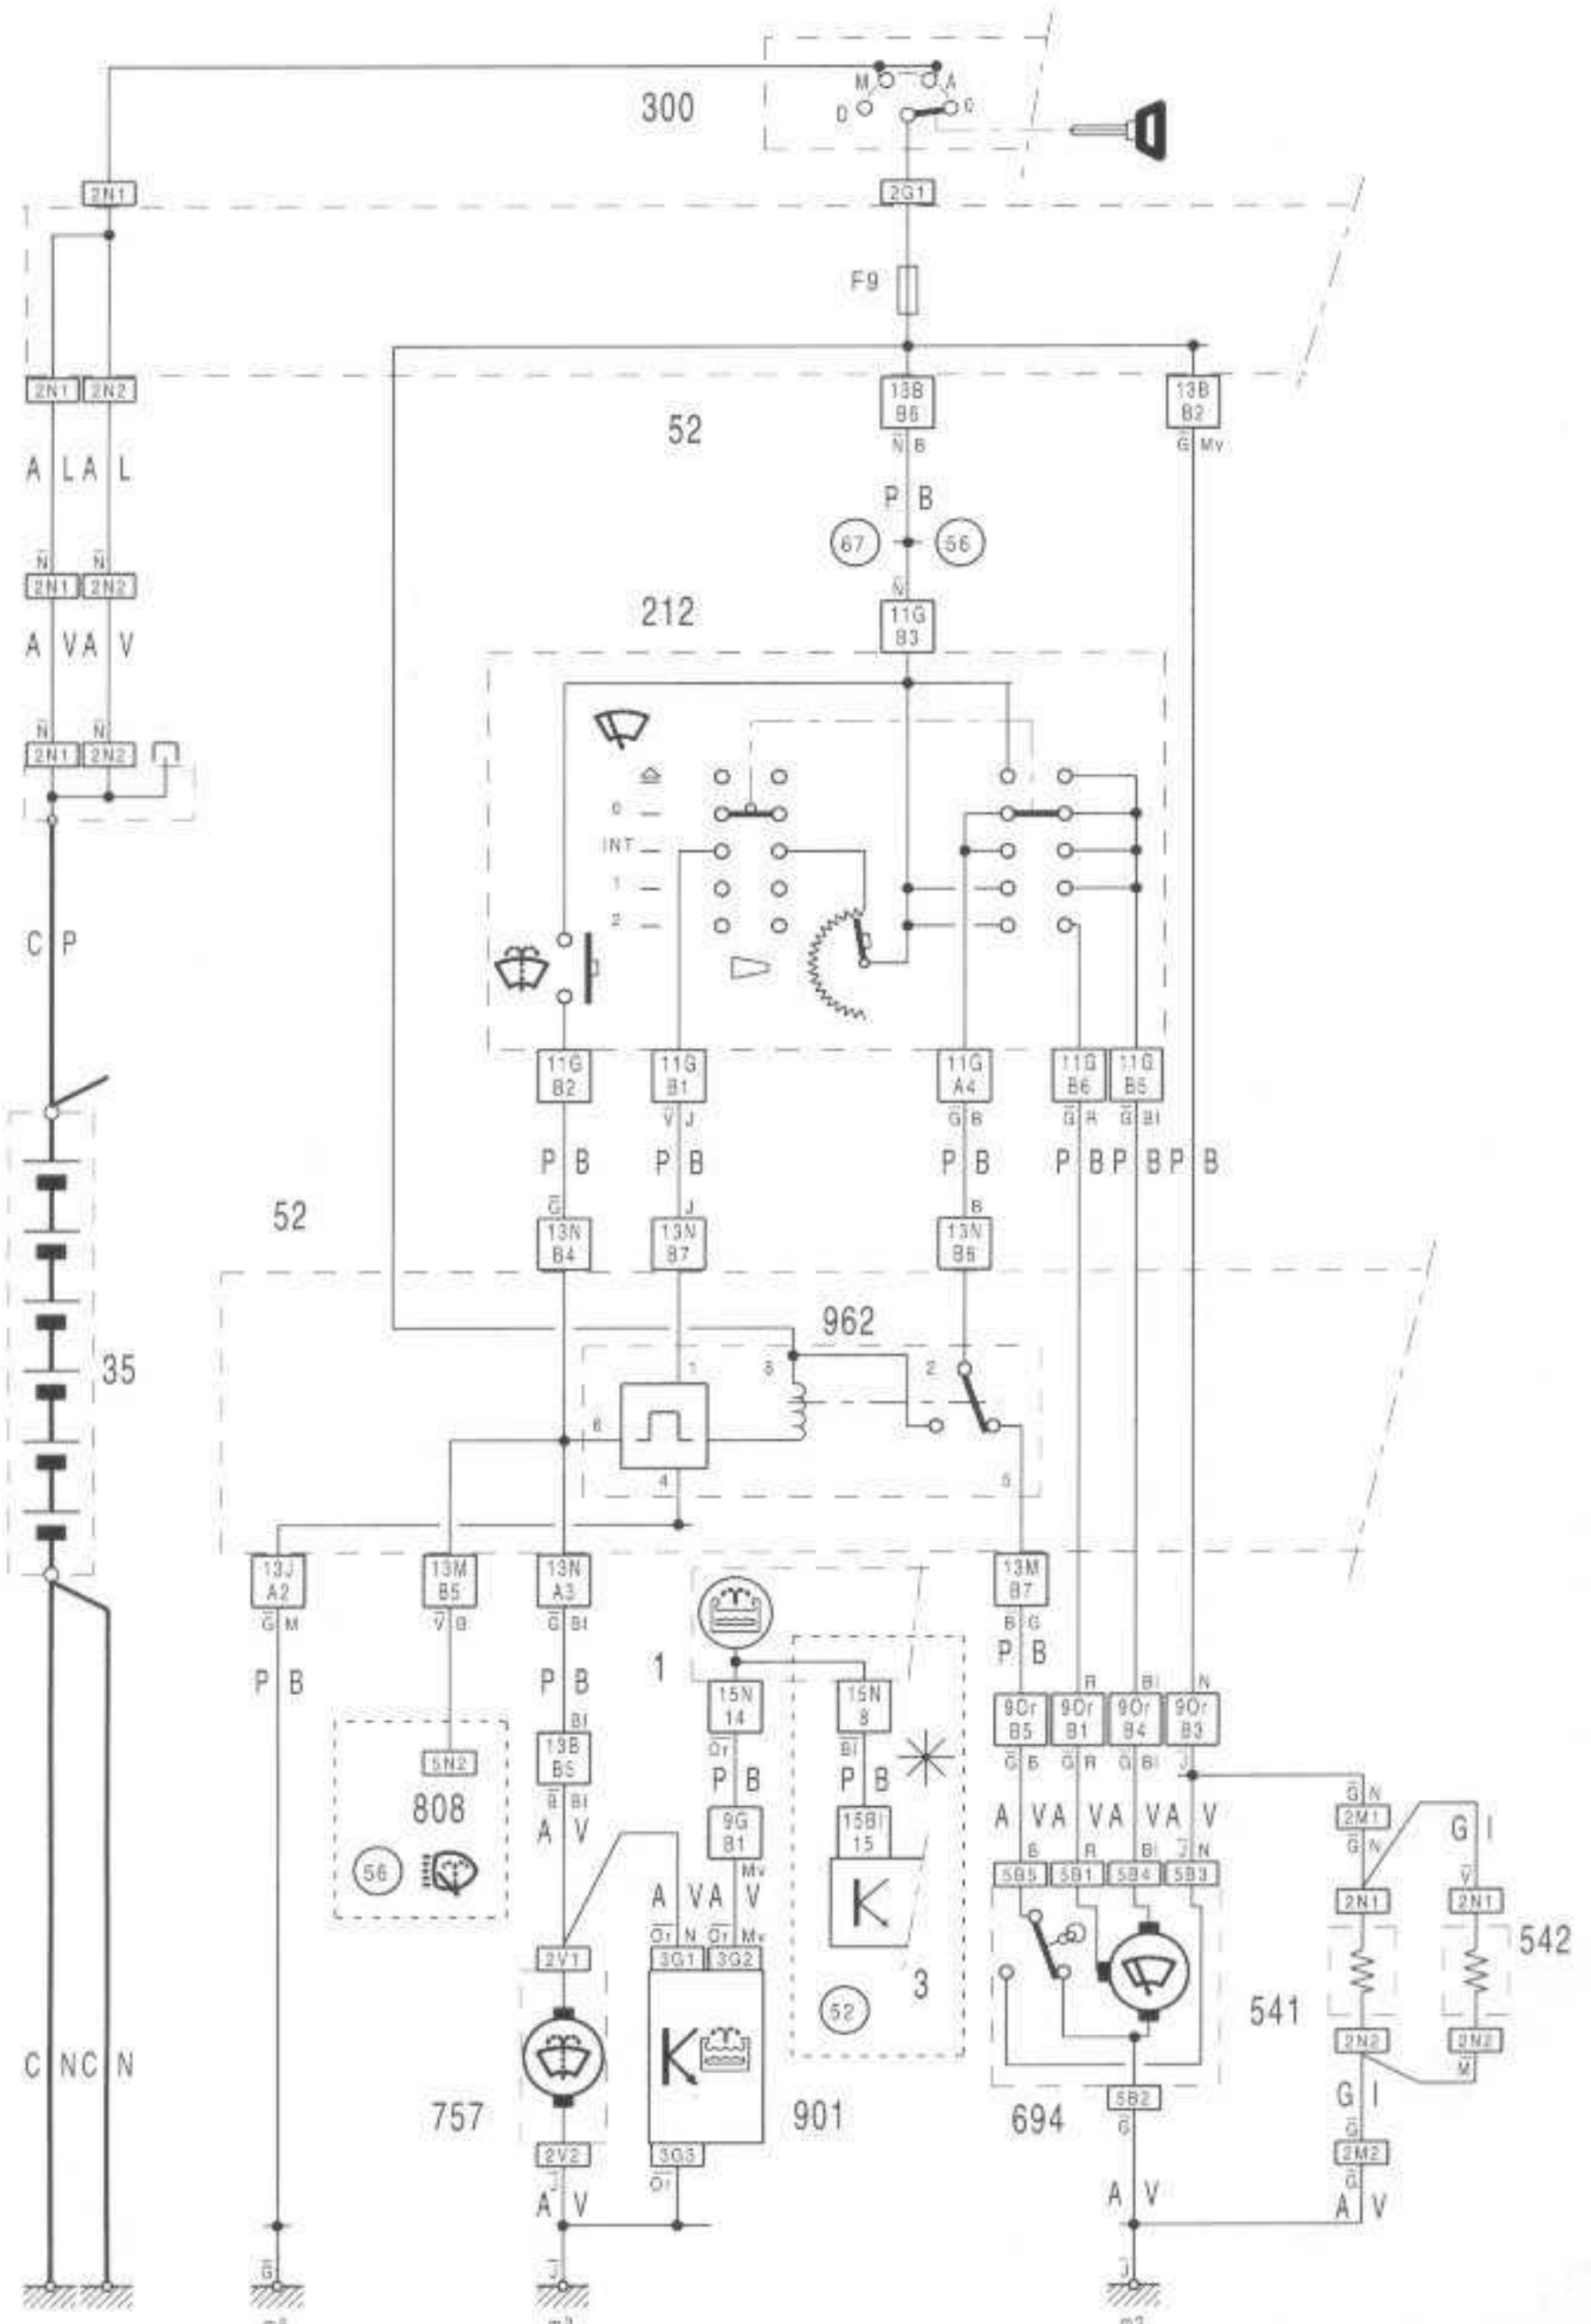 M A
D C
300
2N1 2G1
F9
2N1 2N2 13B B6 13B B2
52
N B G Mv
A L A L
P B
67 56
N N
2N1 2N2
N
11G B3
212
A V A V
N N
2N1 2N2
0
INT
1
2
C P
11G B2 11G B1 11G A4 11G B6 11G B5
V J G B G R G Bl
P B P B P B P B P B P B
G J B
52
13N B4 13N B7 13N B6
962
35
1 2
6
4 5
13J A2 13M B5 13N A3 13M B7
G M V B G Bl B G
P B P B 1 P B
15N 14 15N 8
R Bl N
Bl
9Or B5 9Or B1 9Or B4 9Or B3
13B B5
Or Bl
5N2
P B P B
G B G R G Bl J
808
B Bl
G N
2M1
G N
A V
9G B1 15Bl 15
A V A V A V A V
G I
56
Mv
B R Bl J N
5B5 5B1 5B4 5B3
V
2N1 2N1
A V A V
Or N Or Mv
2V1 3G1 3G2
542
3
52
541
2N2 2N2
M
C N C N
757 901 694
5B2
G
G I
G
2V2 3G3 2M2
J Or G
A V A V A V
G J J